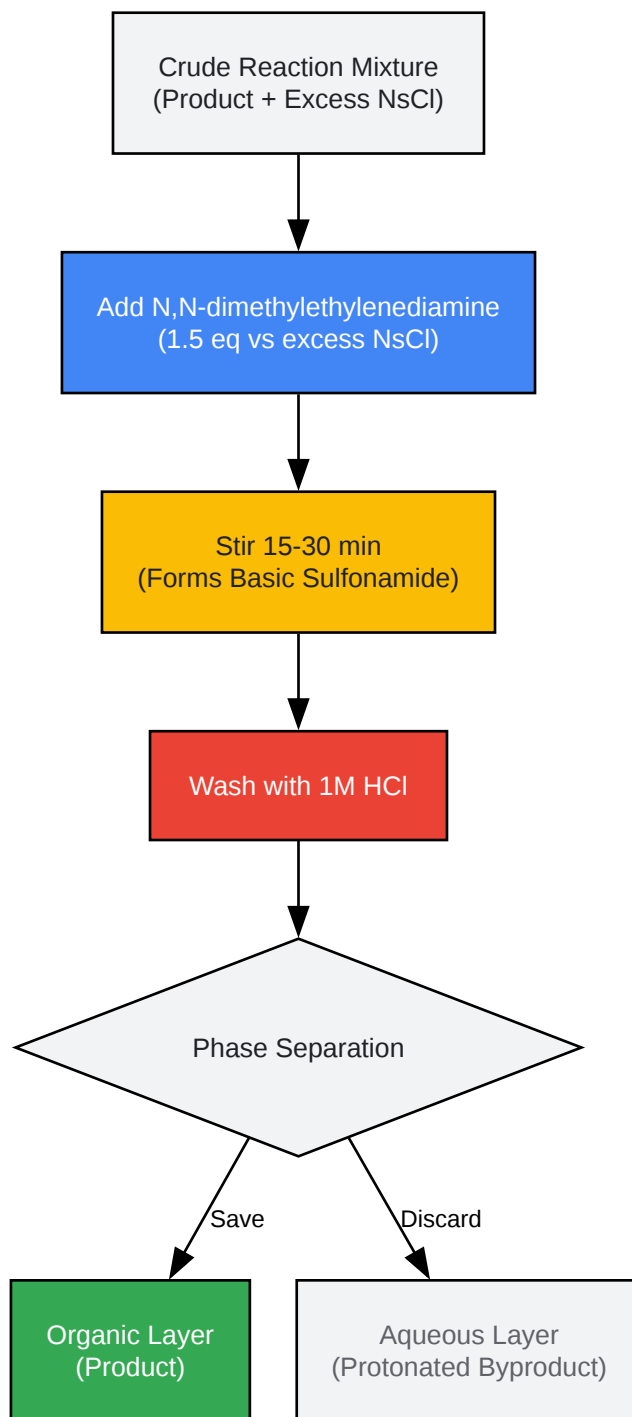 Crude Reaction Mixture
(Product + Excess NsCl)
Add N,N-dimethylethylenediamine
(1.5 eq vs excess NsCl)
Stir 15-30 min
(Forms Basic Sulfonamide)
Wash with 1M HCl
Phase Separation
Save
Discard
Organic Layer
(Product)
Aqueous Layer
(Protonated Byproduct)